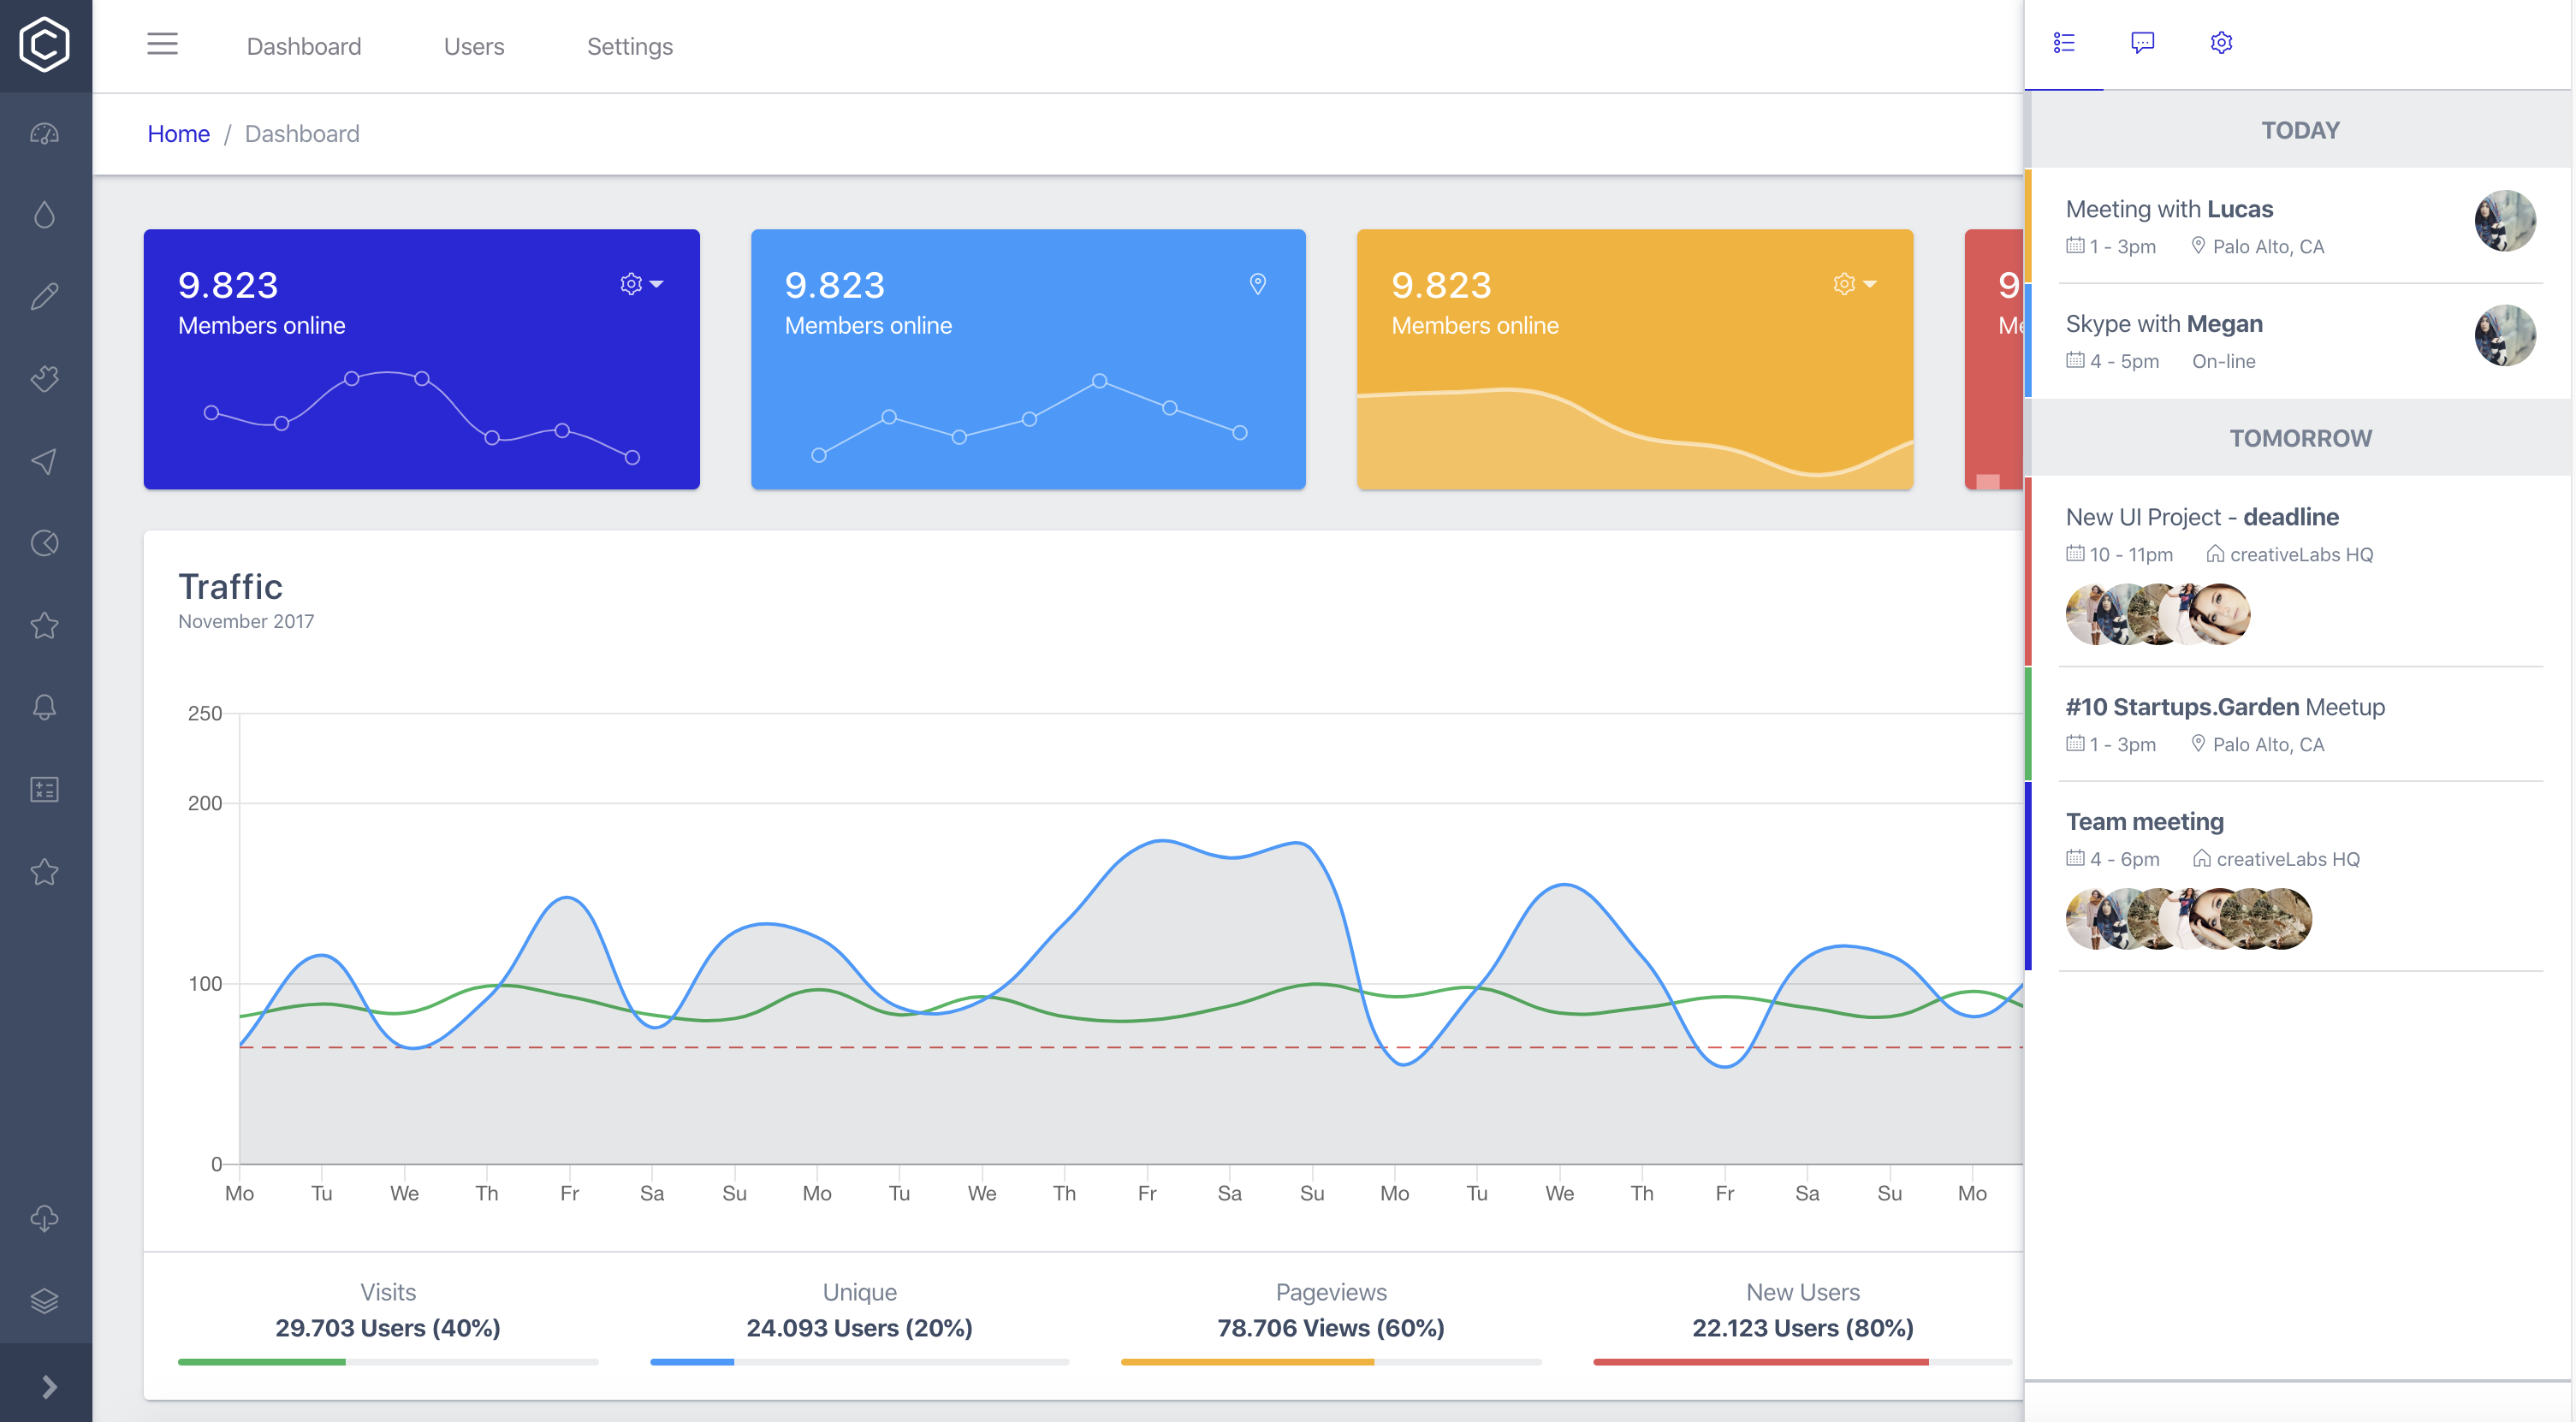 Dashboard Users Settings
Home / Dashboard
9.823
Members online
9.823
Members online
9.823
Members online
9
Traffic
November 2017
250
200
100
0
Mo Tu We Th Fr Sa Su Mo Tu We Th Fr Sa Su Mo Tu We Th Fr Sa Su Mo
Visits
29.703 Users (40%)
Unique
24.093 Users (20%)
Pageviews
78.706 Views (60%)
New Users
22.123 Users (80%)
TODAY
Meeting with Lucas
1 - 3pm Palo Alto, CA
Skype with Megan
4 - 5pm On-line
TOMORROW
New UI Project - deadline
10 - 11pm creativeLabs HQ
#10 Startups.Garden Meetup
1 - 3pm Palo Alto, CA
Team meeting
4 - 6pm creativeLabs HQ